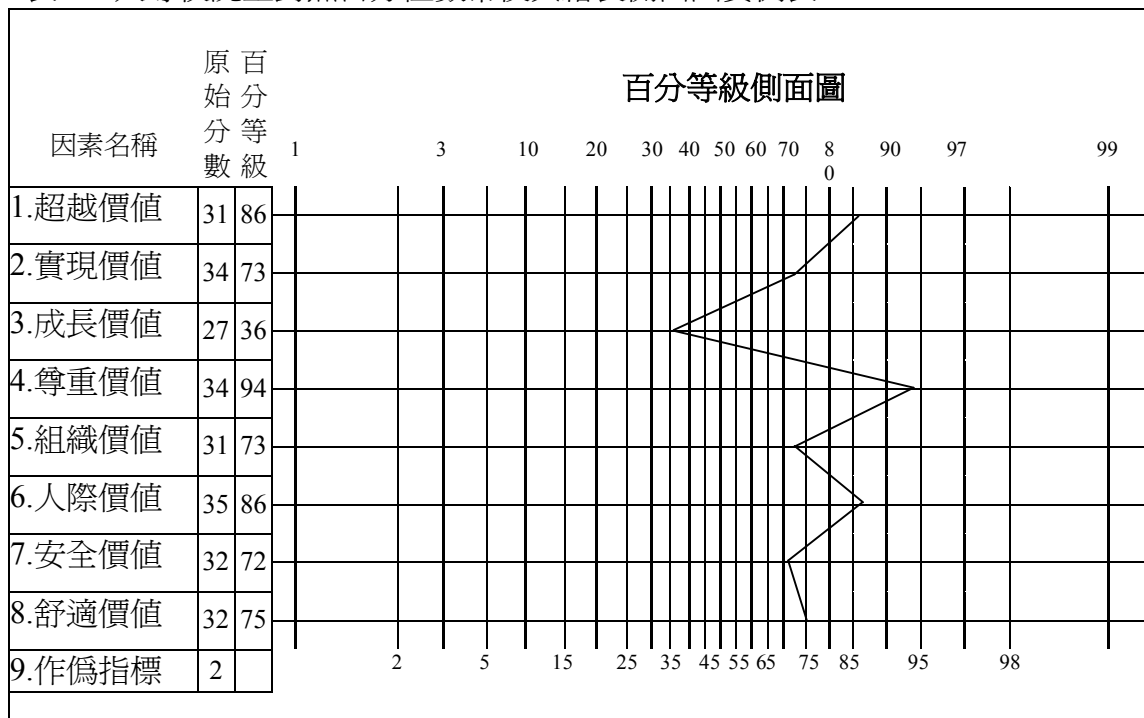 百分等級側面圖
因素名稱 原始分數 百分等級
1 3 10 20 30 40 50 60 70 80 90 97 99
1.超越價值 31 86
2.實現價值 34 73
3.成長價值 27 36
4.尊重價值 34 94
5.組織價值 31 73
6.人際價值 35 86
7.安全價值 32 72
8.舒適價值 32 75
9.作偽指標 2
2 5 15 25 35 45 55 65 75 85 95 98